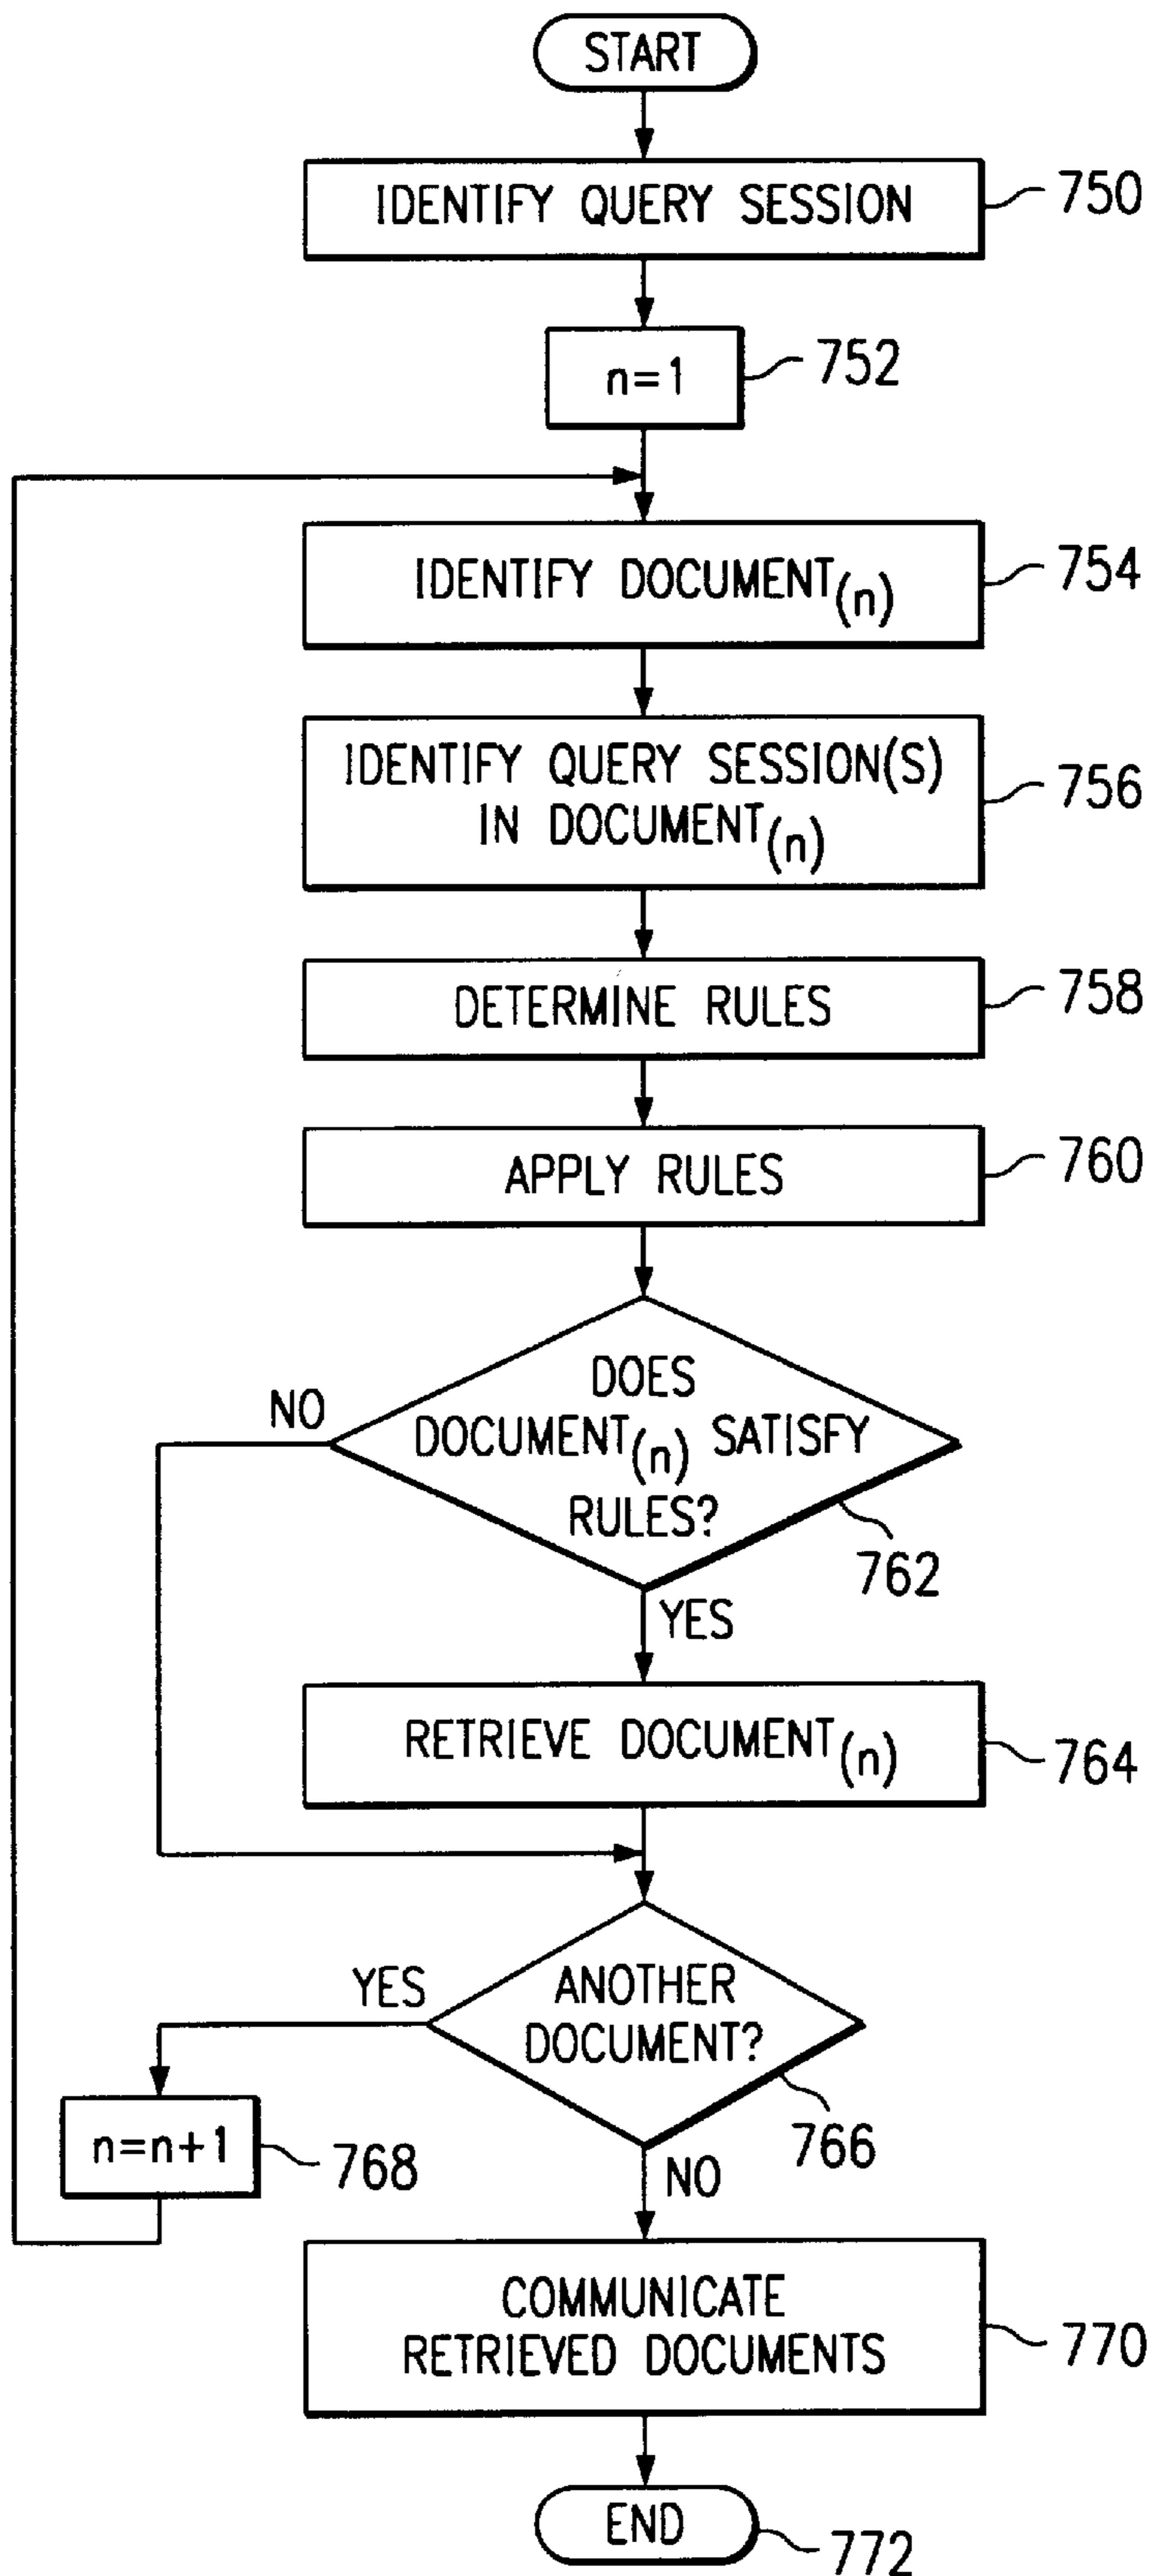 START
IDENTIFY QUERY SESSION
750
n=1
752
IDENTIFY DOCUMENT(n)
754
IDENTIFY QUERY SESSION(S)
IN DOCUMENT(n)
756
DETERMINE RULES
758
APPLY RULES
760
DOES
DOCUMENT(n) SATISFY
RULES?
NO
762
YES
RETRIEVE DOCUMENT(n)
764
ANOTHER
DOCUMENT?
YES
766
n=n+1
768
NO
COMMUNICATE
RETRIEVED DOCUMENTS
770
END
772